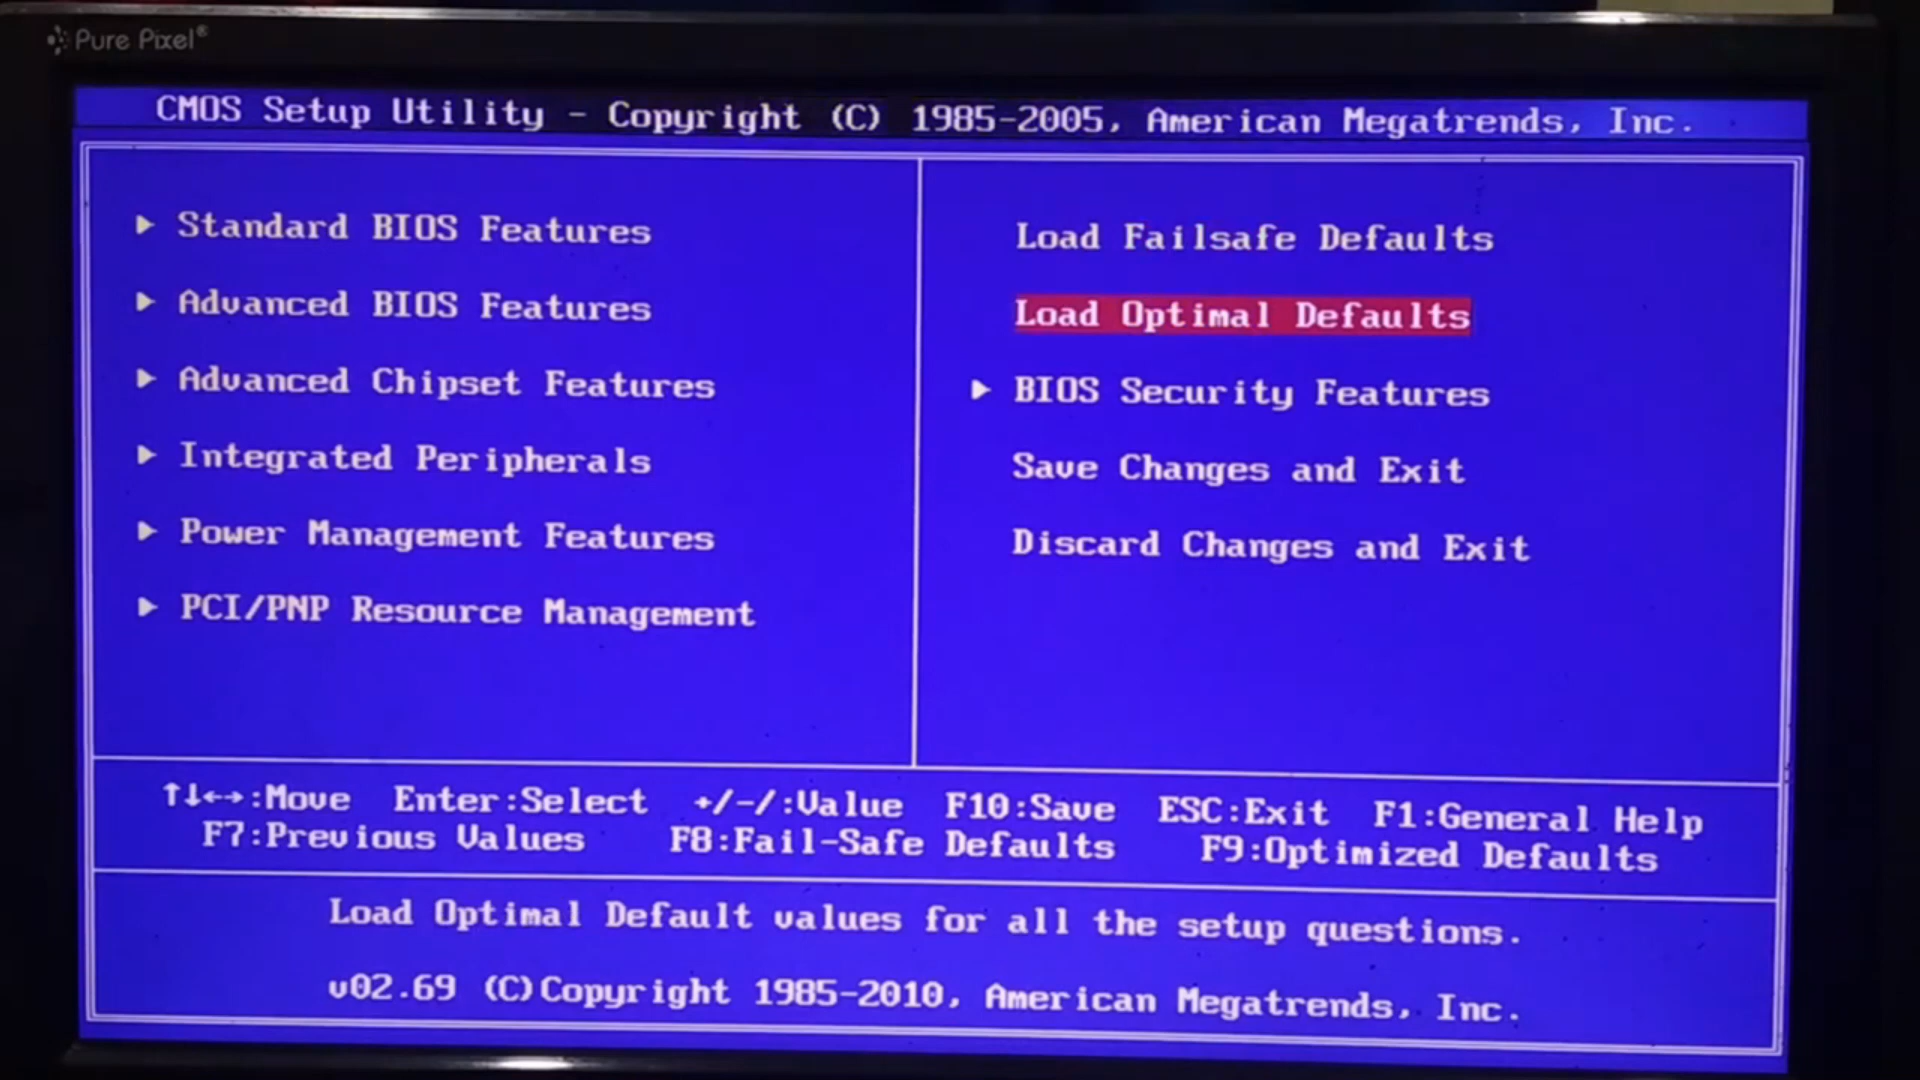 Pure Pixel®
CMOS Setup Utility - Copyright (C) 1985-2005, American Megatrends, Inc.
▶ Standard BIOS Features
▶ Advanced BIOS Features
▶ Advanced Chipset Features
▶ Integrated Peripherals
▶ Power Management Features
▶ PCI/PNP Resource Management
Load Failsafe Defaults
Load Optimal Defaults
▶ BIOS Security Features
Save Changes and Exit
Discard Changes and Exit
↑↓←→:Move Enter:Select +/-/:Value F10:Save ESC:Exit F1:General Help
F7:Previous Values F8:Fail-Safe Defaults F9:Optimized Defaults
Load Optimal Default values for all the setup questions.
v02.69 (C)Copyright 1985-2010, American Megatrends, Inc.